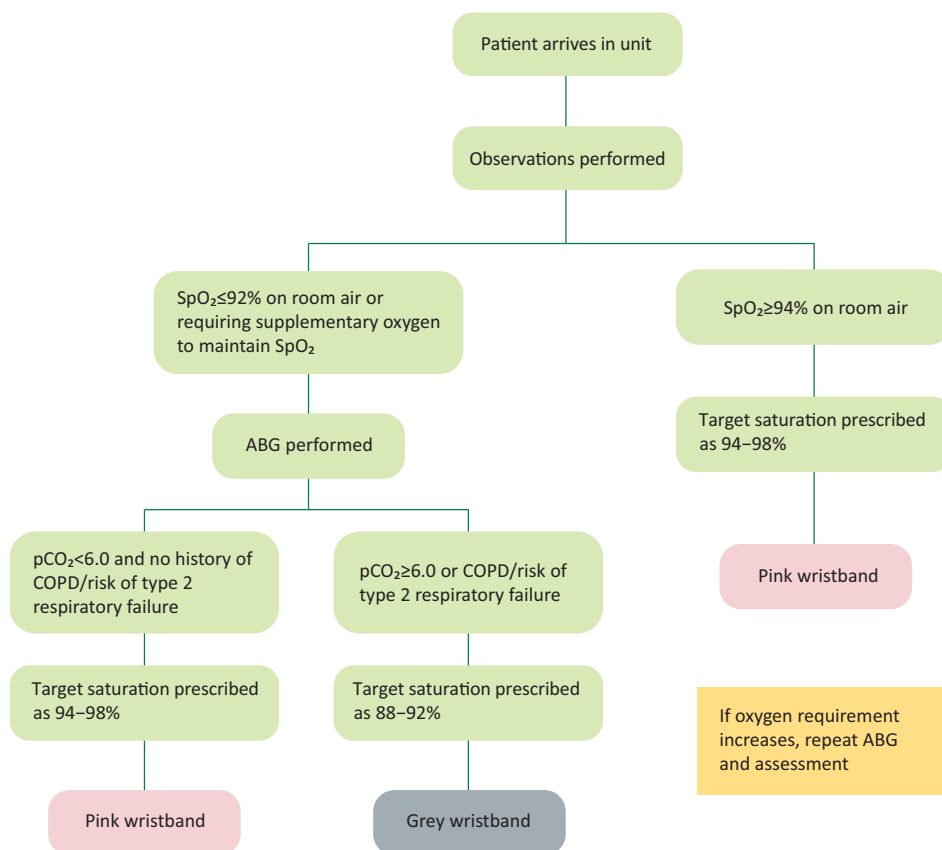 Patient arrives in unit
Observations performed
SpO₂≤92% on room air or
requiring supplementary oxygen
to maintain SpO₂
SpO₂≥94% on room air
ABG performed
Target saturation prescribed
as 94–98%
pCO₂<6.0 and no history of
COPD/risk of type 2
respiratory failure
pCO₂≥6.0 or COPD/risk of
type 2 respiratory failure
Pink wristband
Target saturation prescribed
as 94–98%
Target saturation prescribed
as 88–92%
If oxygen requirement
increases, repeat ABG
and assessment
Pink wristband
Grey wristband